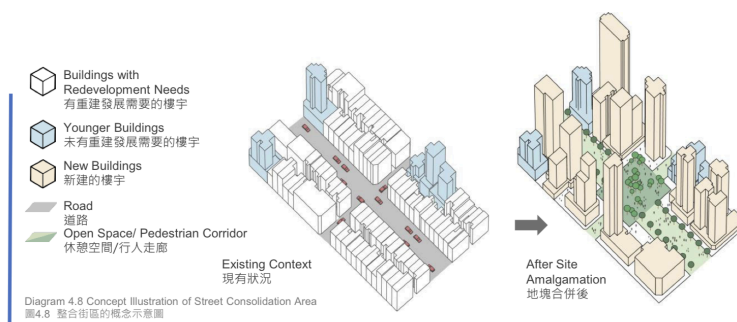 Buildings with
Redevelopment Needs
有重建發展需要的樓宇
Younger Buildings
未有重建發展需要的樓宇
New Buildings
新建的樓宇
Road
道路
Open Space/ Pedestrian Corridor
休憩空間/行人走廊
Existing Context
現有狀況
After Site
Amalgamation
地塊合併後
Diagram 4.8 Concept Illustration of Street Consolidation Area
圖4.8 整合街區的概念示意圖